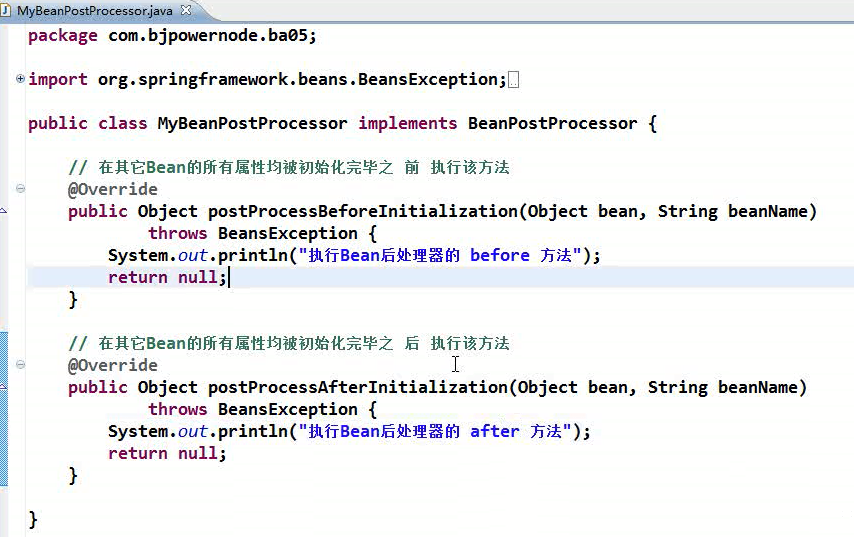 MyBeanPostProcessor.java
package com.bjpowernode.ba05;
import org.springframework.beans.BeansException;
public class MyBeanPostProcessor implements BeanPostProcessor {
// 在其它Bean的所有属性均被初始化完毕之 前 执行该方法
@Override
public Object postProcessBeforeInitialization(Object bean, String beanName)
throws BeansException {
System.out.println("执行Bean后处理器的 before 方法");
return null;
}
// 在其它Bean的所有属性均被初始化完毕之 后 执行该方法
@Override
public Object postProcessAfterInitialization(Object bean, String beanName)
throws BeansException {
System.out.println("执行Bean后处理器的 after 方法");
return null;
}
}